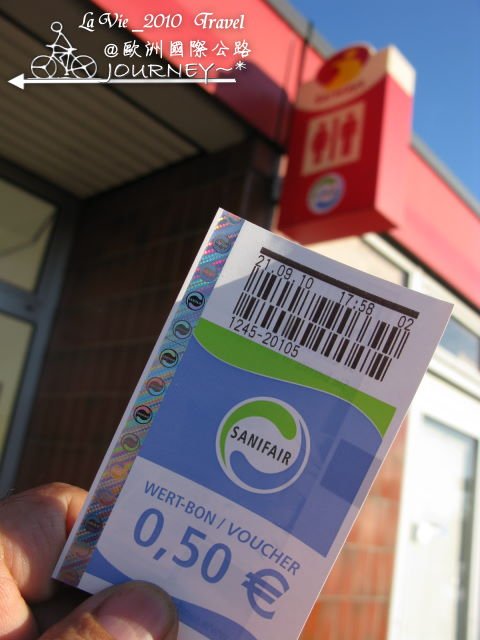 La Vie_2010 Travel
@歐洲國際公路
JOURNEY~*
21.09.10 17:58 02
1245-20105
SANIFAIR
WERT-BON / VOUCHER
0,50 €